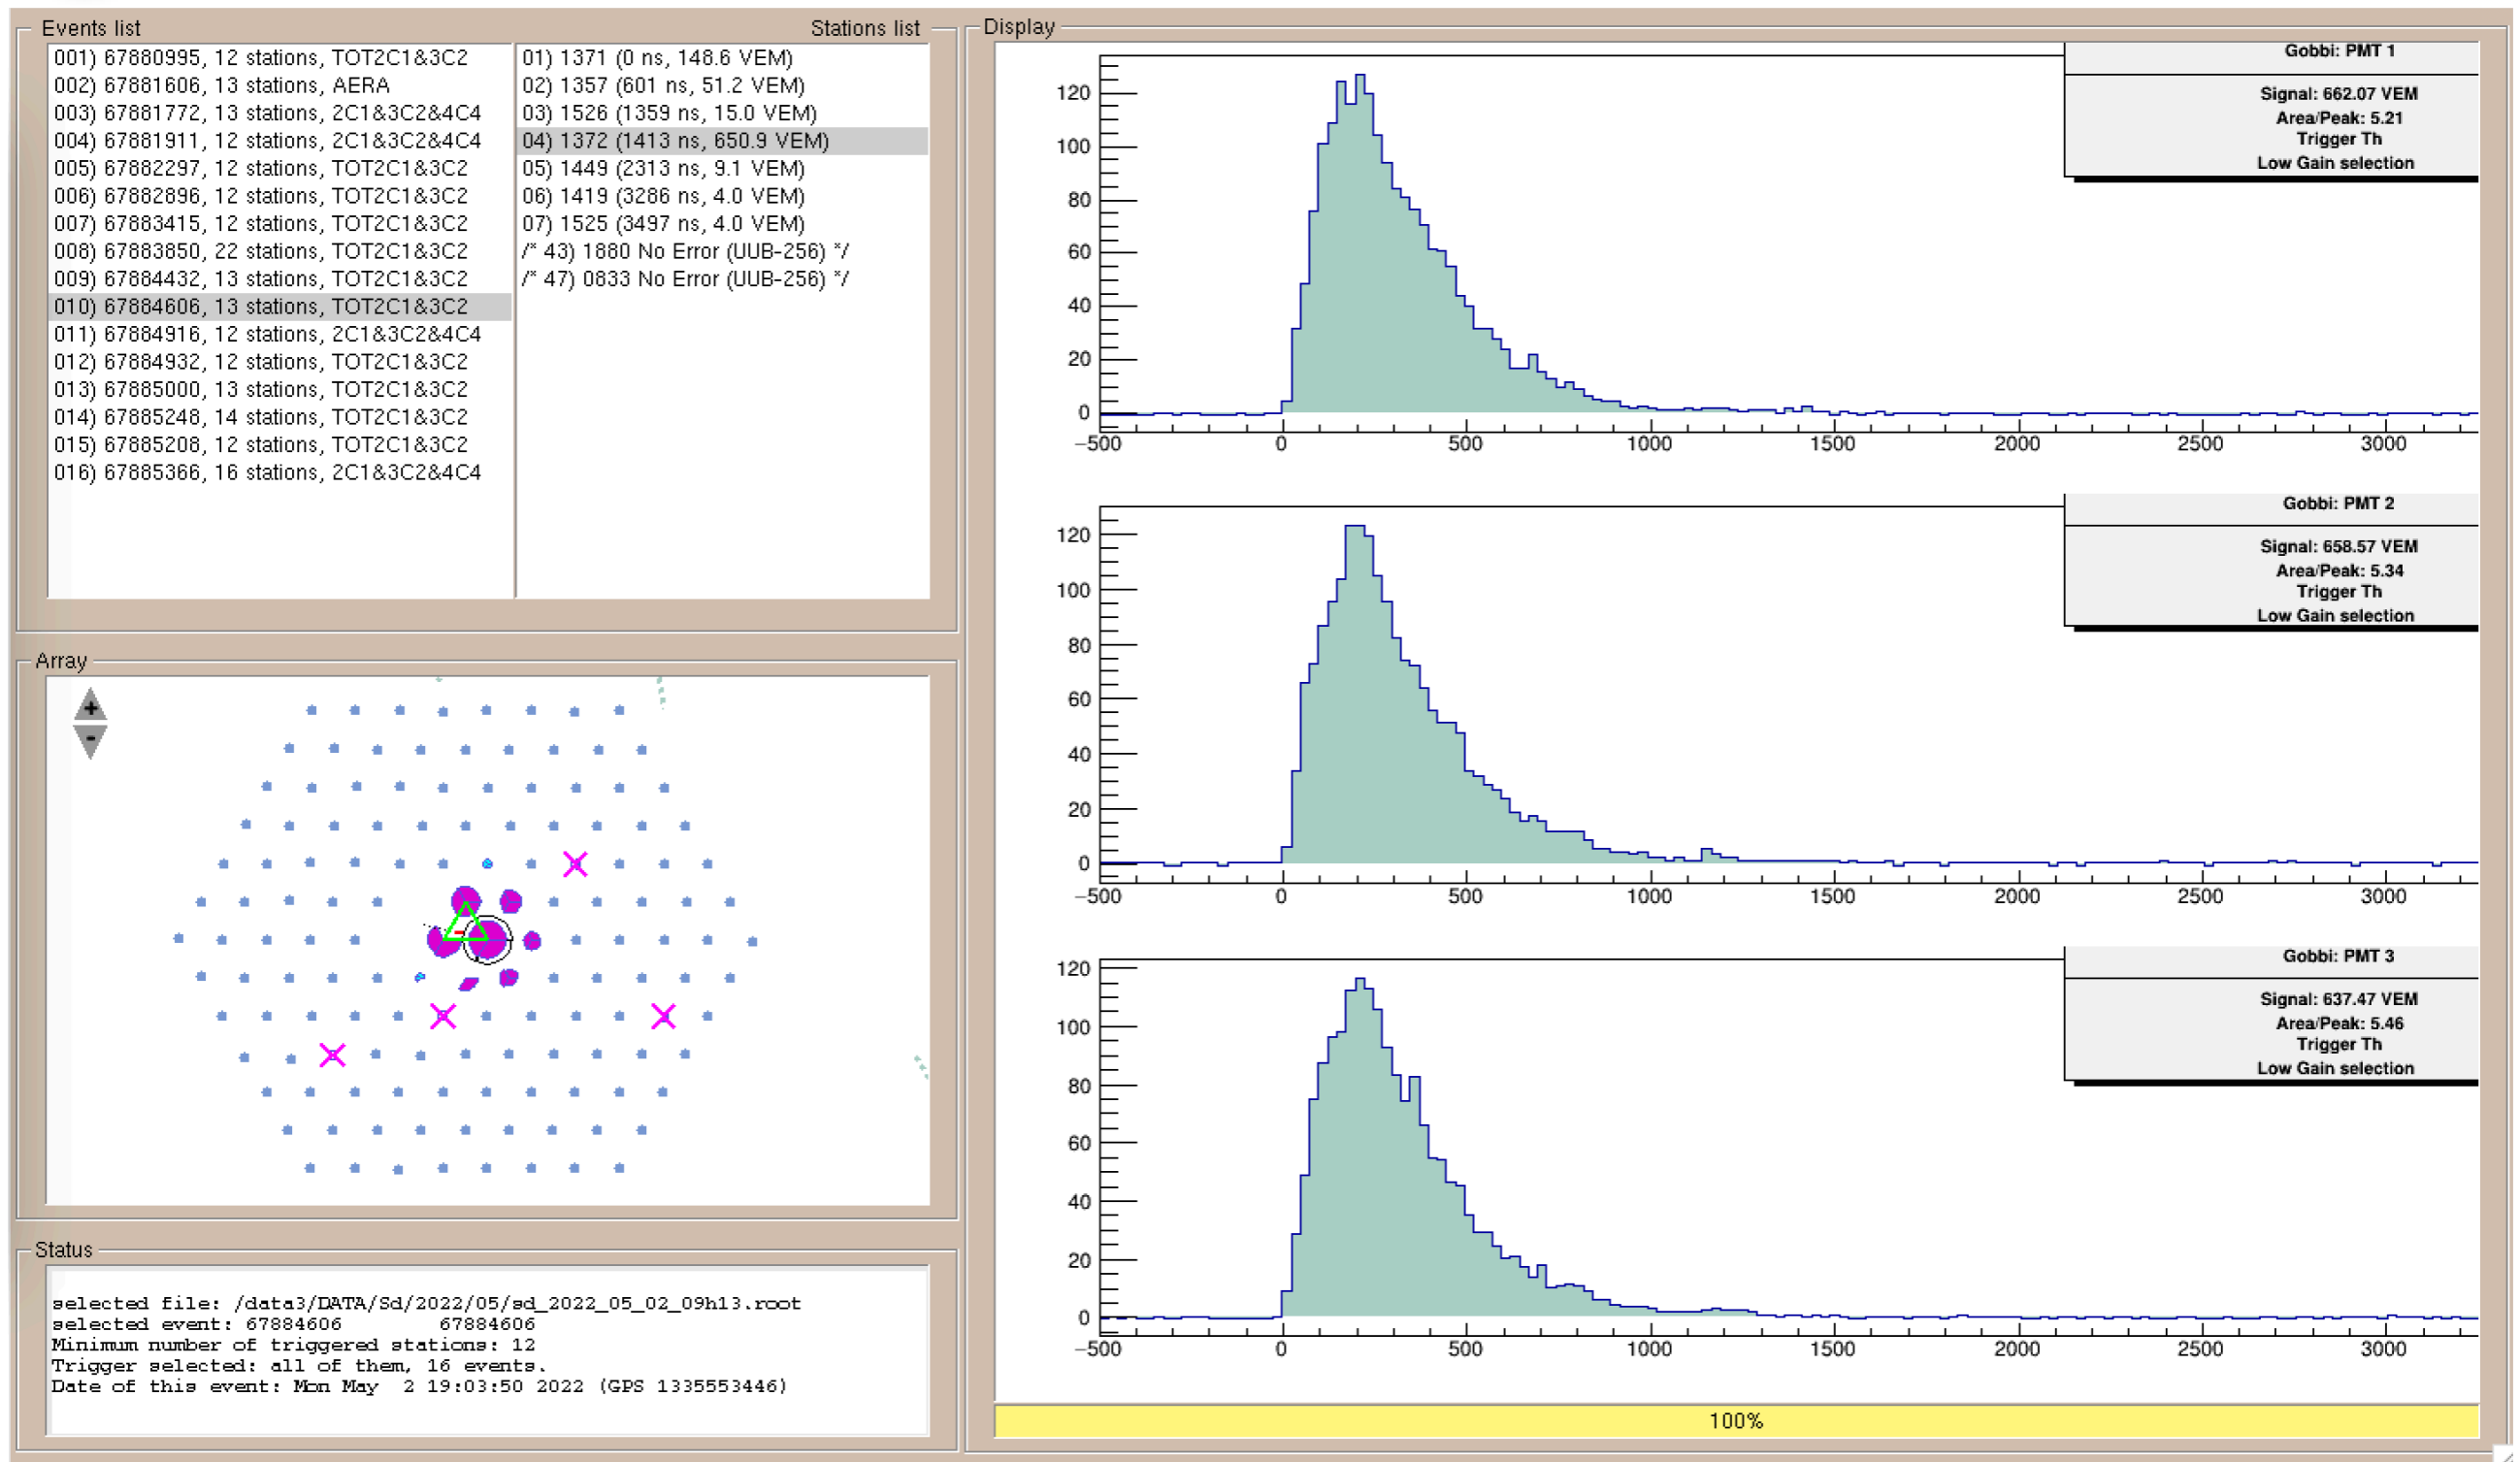 Events list
Stations list
001) 67880995, 12 stations, TOT2C1&3C2
002) 67881606, 13 stations, AERA
003) 67881772, 13 stations, 2C1&3C2&4C4
004) 67881911, 12 stations, 2C1&3C2&4C4
005) 67882297, 12 stations, TOT2C1&3C2
006) 67882896, 12 stations, TOT2C1&3C2
007) 67883415, 12 stations, TOT2C1&3C2
008) 67883850, 22 stations, TOT2C1&3C2
009) 67884432, 13 stations, TOT2C1&3C2
010) 67884606, 13 stations, TOT2C1&3C2
011) 67884916, 12 stations, 2C1&3C2&4C4
012) 67884932, 12 stations, TOT2C1&3C2
013) 67885000, 13 stations, TOT2C1&3C2
014) 67885248, 14 stations, TOT2C1&3C2
015) 67885208, 12 stations, TOT2C1&3C2
016) 67885366, 16 stations, 2C1&3C2&4C4
01) 1371 (0 ns, 148.6 VEM)
02) 1357 (601 ns, 51.2 VEM)
03) 1526 (1359 ns, 15.0 VEM)
04) 1372 (1413 ns, 650.9 VEM)
05) 1449 (2313 ns, 9.1 VEM)
06) 1419 (3286 ns, 4.0 VEM)
07) 1525 (3497 ns, 4.0 VEM)
/* 43) 1880 No Error (UUB-256) */
/* 47) 0833 No Error (UUB-256) */
Array
+
-
Status
selected file: /data3/DATA/Sd/2022/05/sd_2022_05_02_09h13.root
selected event: 67884606 67884606
Minimum number of triggered stations: 12
Trigger selected: all of them, 16 events.
Date of this event: Mon May 2 19:03:50 2022 (GPS 1335553446)
Display
Gobbi: PMT 1
Signal: 662.07 VEM
Area/Peak: 5.21
Trigger Th
Low Gain selection
120
100
80
60
40
20
0
−500 0 500 1000 1500 2000 2500 3000
Gobbi: PMT 2
Signal: 658.57 VEM
Area/Peak: 5.34
Trigger Th
Low Gain selection
120
100
80
60
40
20
0
−500 0 500 1000 1500 2000 2500 3000
Gobbi: PMT 3
Signal: 637.47 VEM
Area/Peak: 5.46
Trigger Th
Low Gain selection
120
100
80
60
40
20
0
−500 0 500 1000 1500 2000 2500 3000
100%